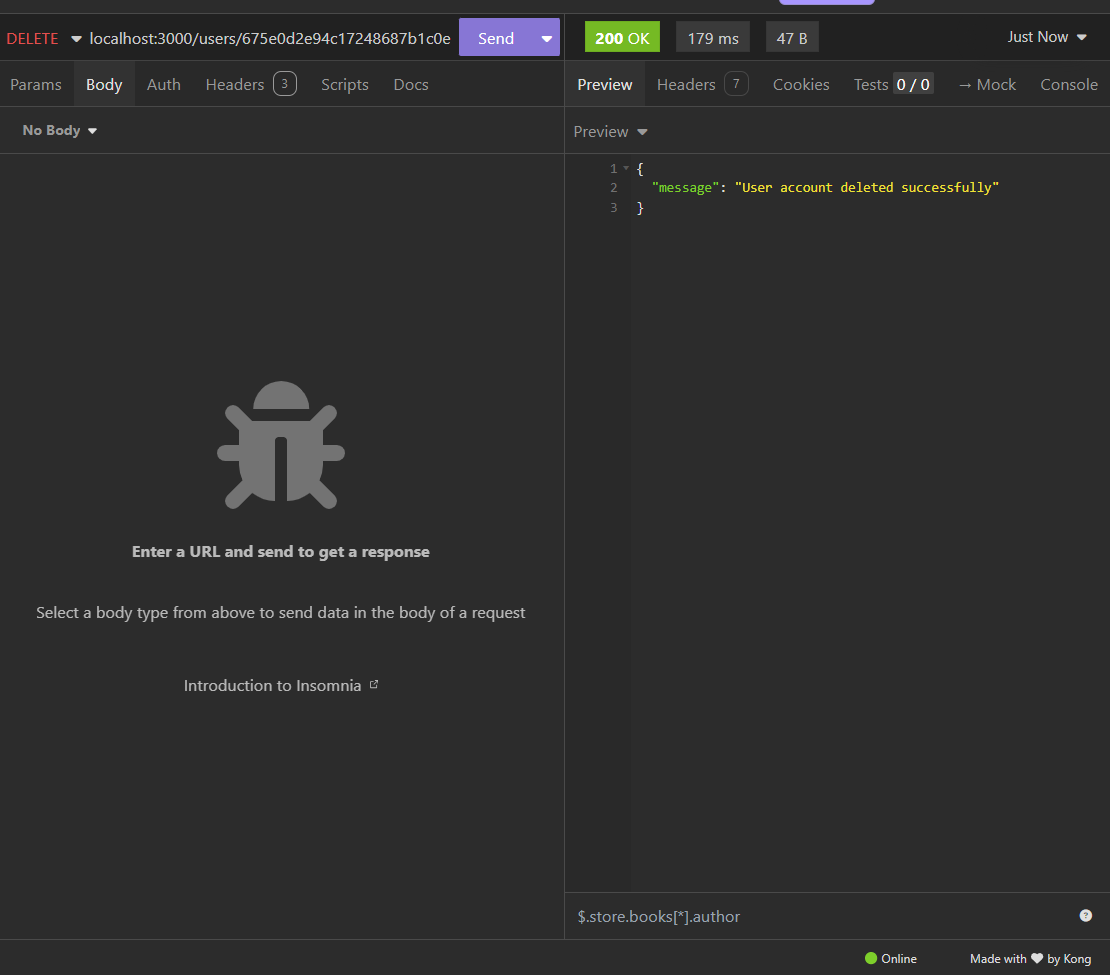 DELETE localhost:3000/users/675e0d2e94c17248687b1c0e Send
200 OK 179 ms 47 B Just Now
Params Body Auth Headers 3 Scripts Docs
Preview Headers 7 Cookies Tests 0 / 0 → Mock Console
No Body
Preview
1 {
2 "message": "User account deleted successfully"
3 }
Enter a URL and send to get a response
Select a body type from above to send data in the body of a request
Introduction to Insomnia
$.store.books[*].author ?
Online Made with ❤ by Kong